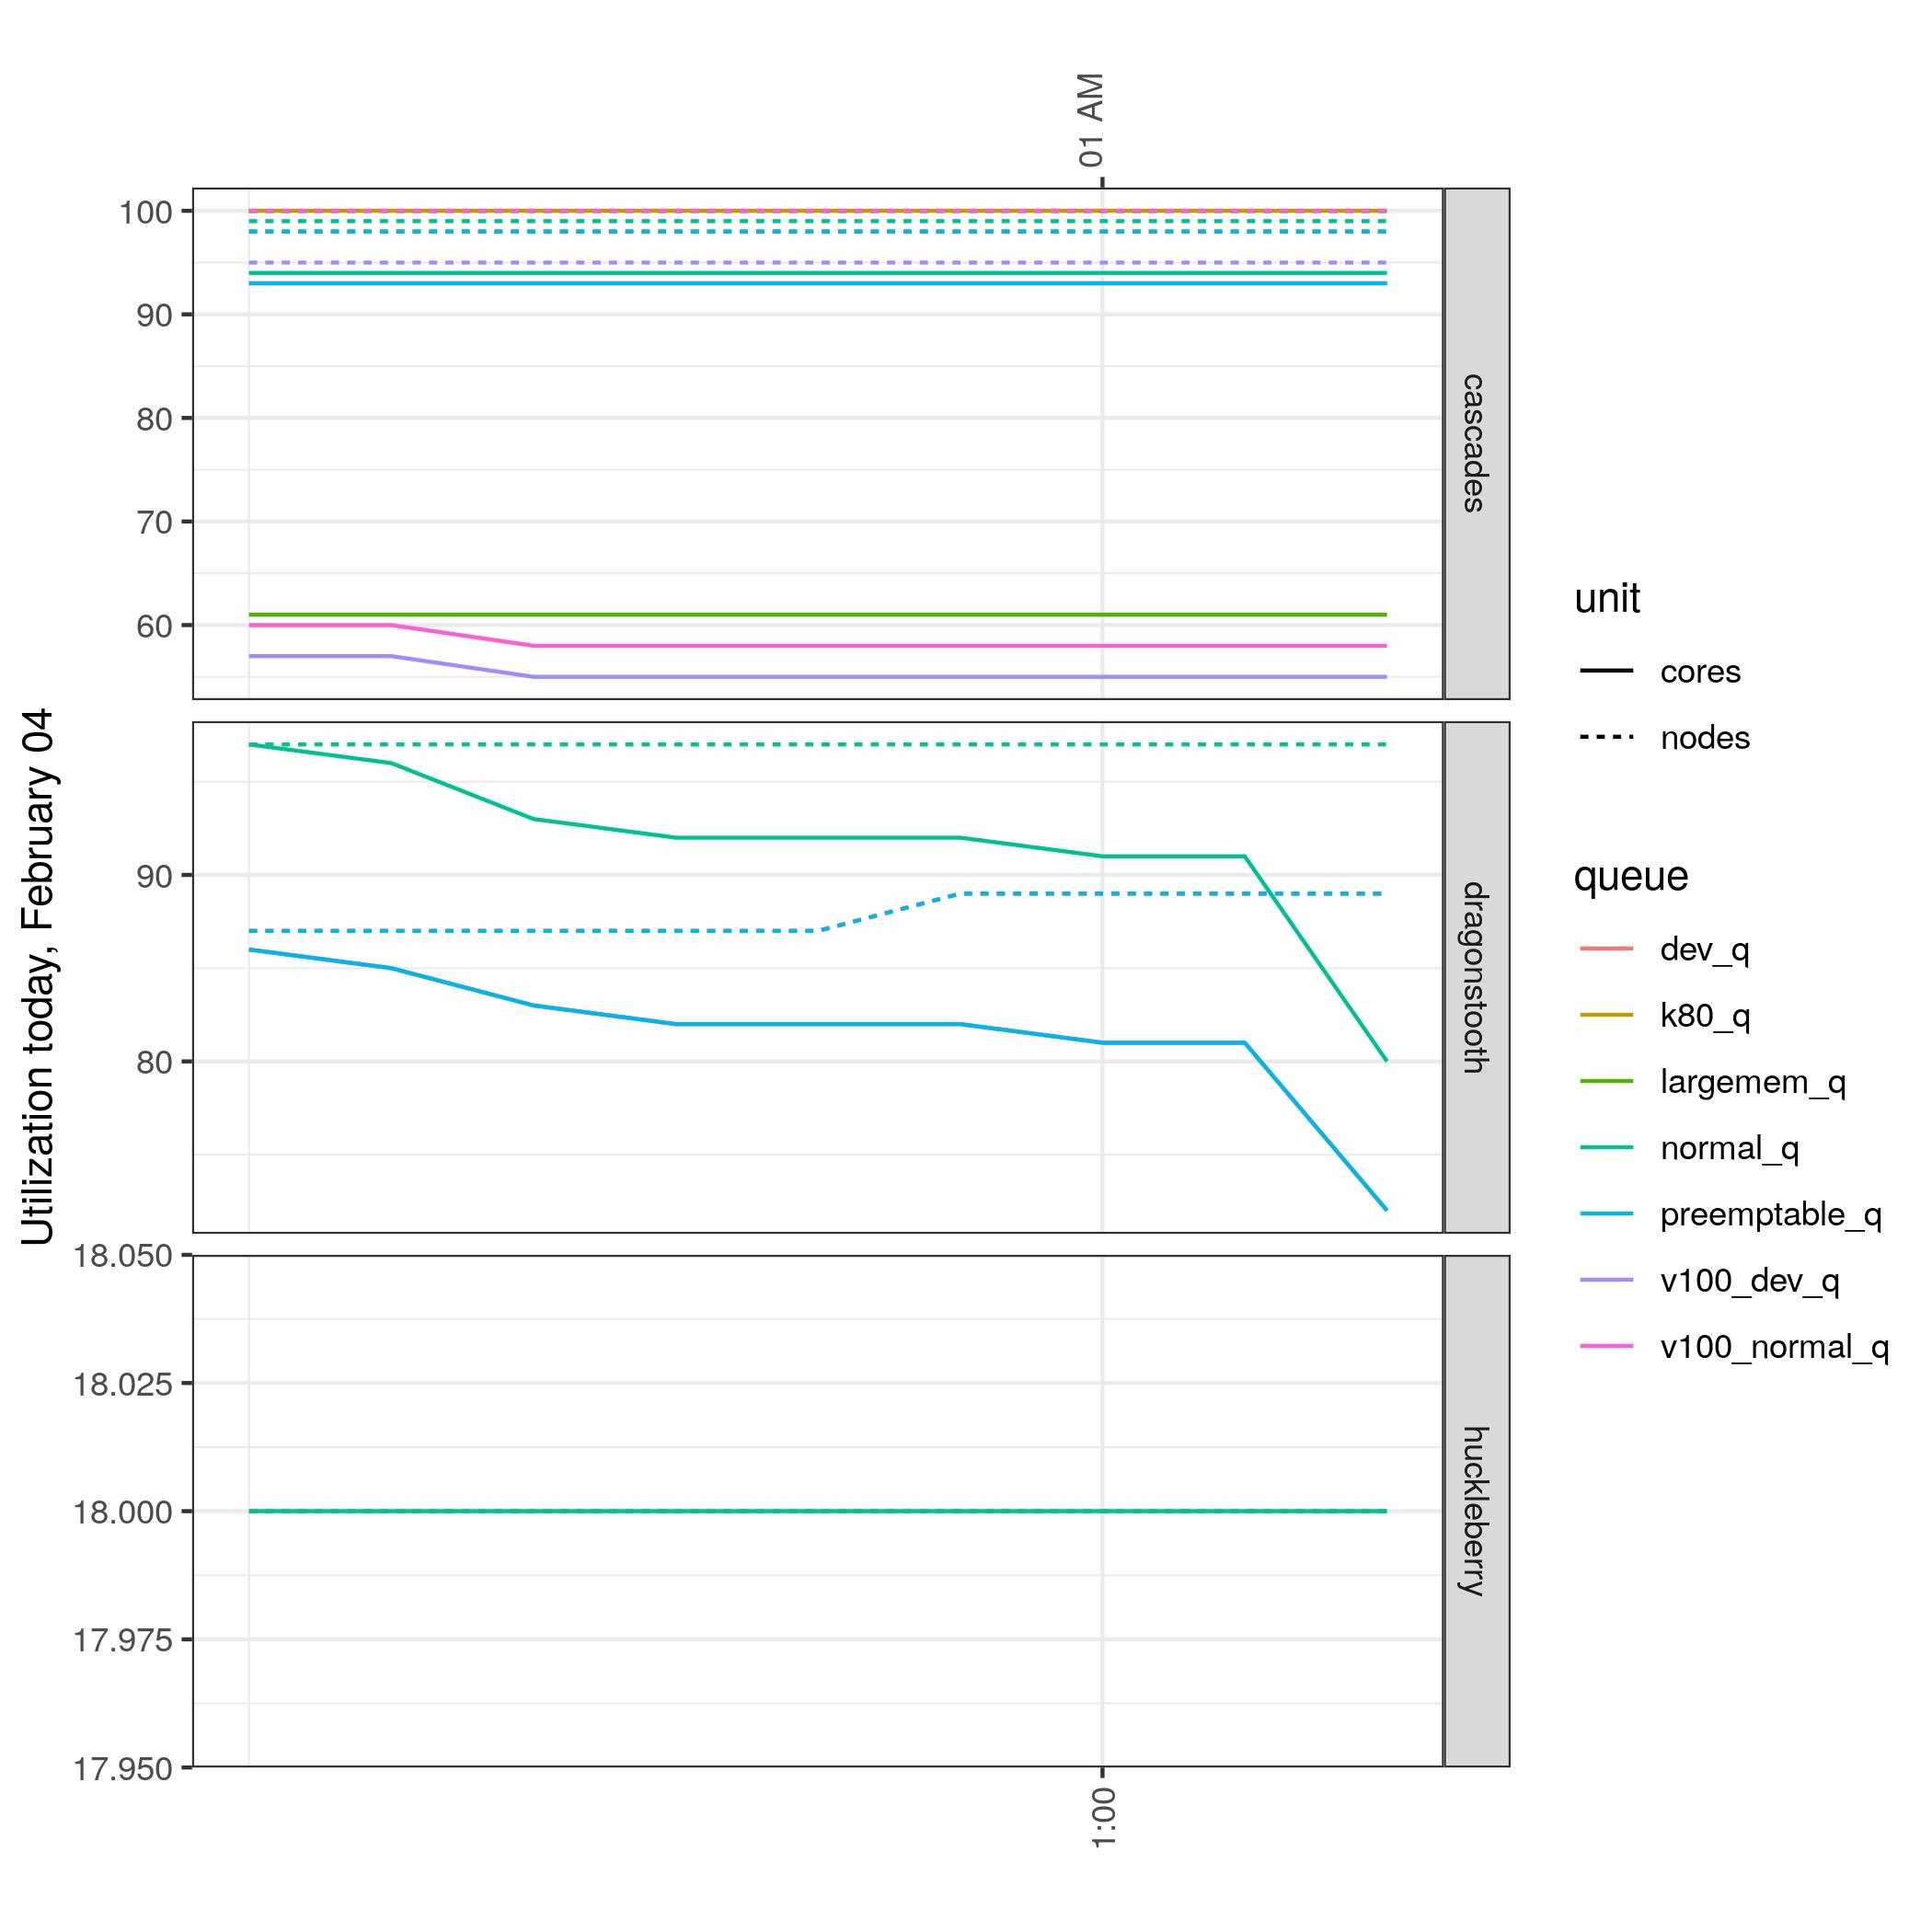 01 AM
Utilization today, February 04
100
90
80
70
60
cascades
90
80
dragonstooth
18.050
18.025
18.000
17.975
17.950
huckleberry
1:00
unit
cores
nodes
queue
dev_q
k80_q
largemem_q
normal_q
preemptable_q
v100_dev_q
v100_normal_q